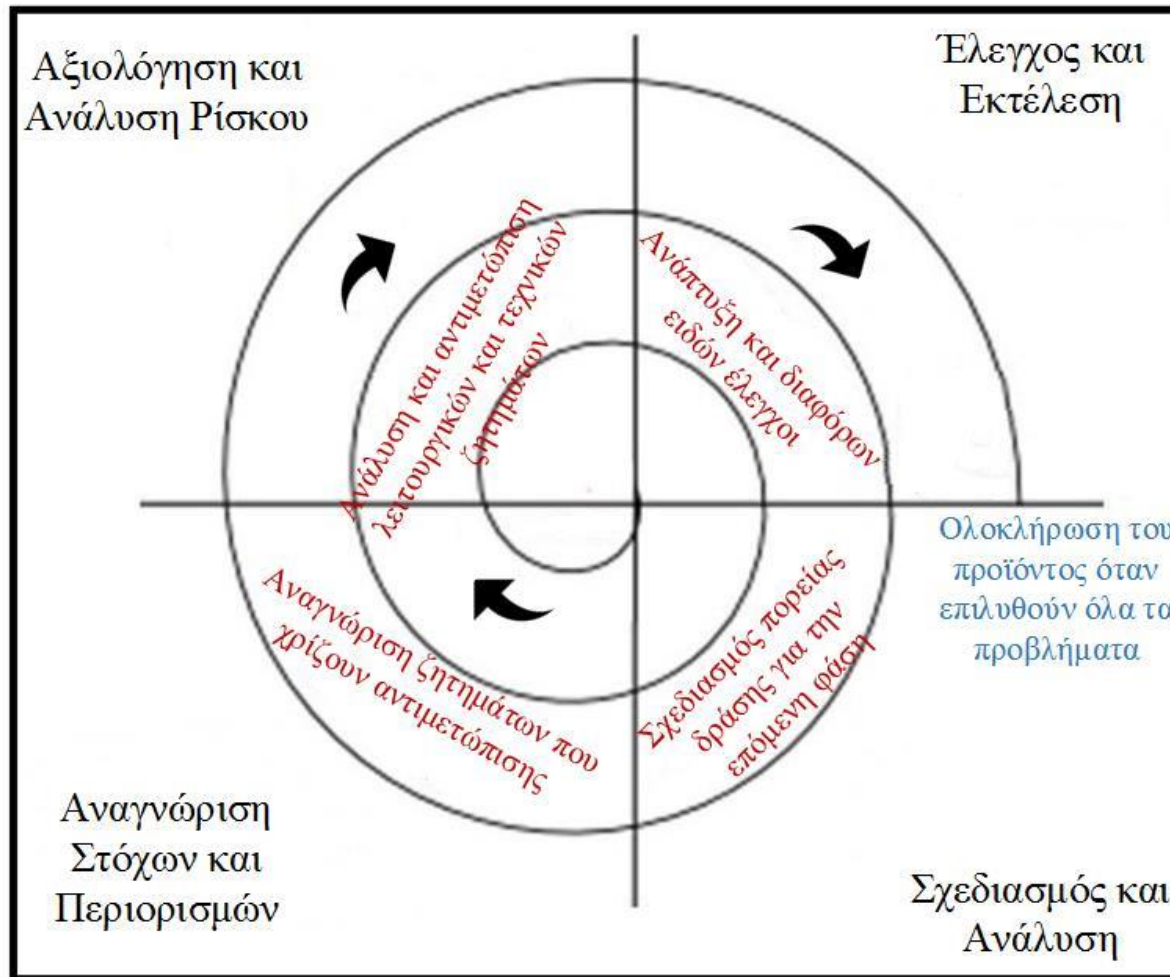 Αξιολόγηση και
Ανάλυση Ρίσκου
Έλεγχος και
Εκτέλεση
Ανάλυση και αντιμετώπιση
λειτουργικών και τεχνικών
ζητημάτων
Ανάπτυξη και διαφόρων
ειδών έλεγχοι
Ολοκλήρωση του
προϊόντος όταν
επιλυθούν όλα τα
προβλήματα
Αναγνώριση ζητημάτων που
χρίζουν αντιμετώπισης
Σχεδιασμός πορείας
δράσης για την
επόμενη φάση
Αναγνώριση
Στόχων και
Περιορισμών
Σχεδιασμός και
Ανάλυση